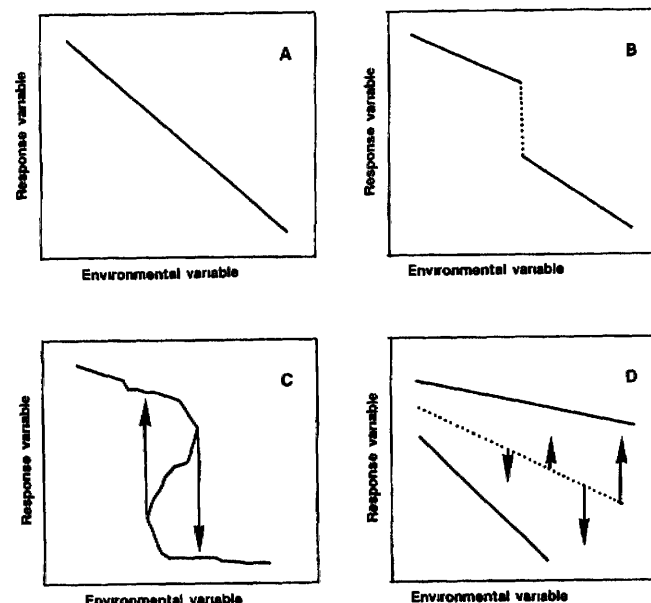 A
Response variable
Environmental variable
B
Response variable
Environmental variable
C
Response variable
Environmental variable
D
Response variable
Environmental variable